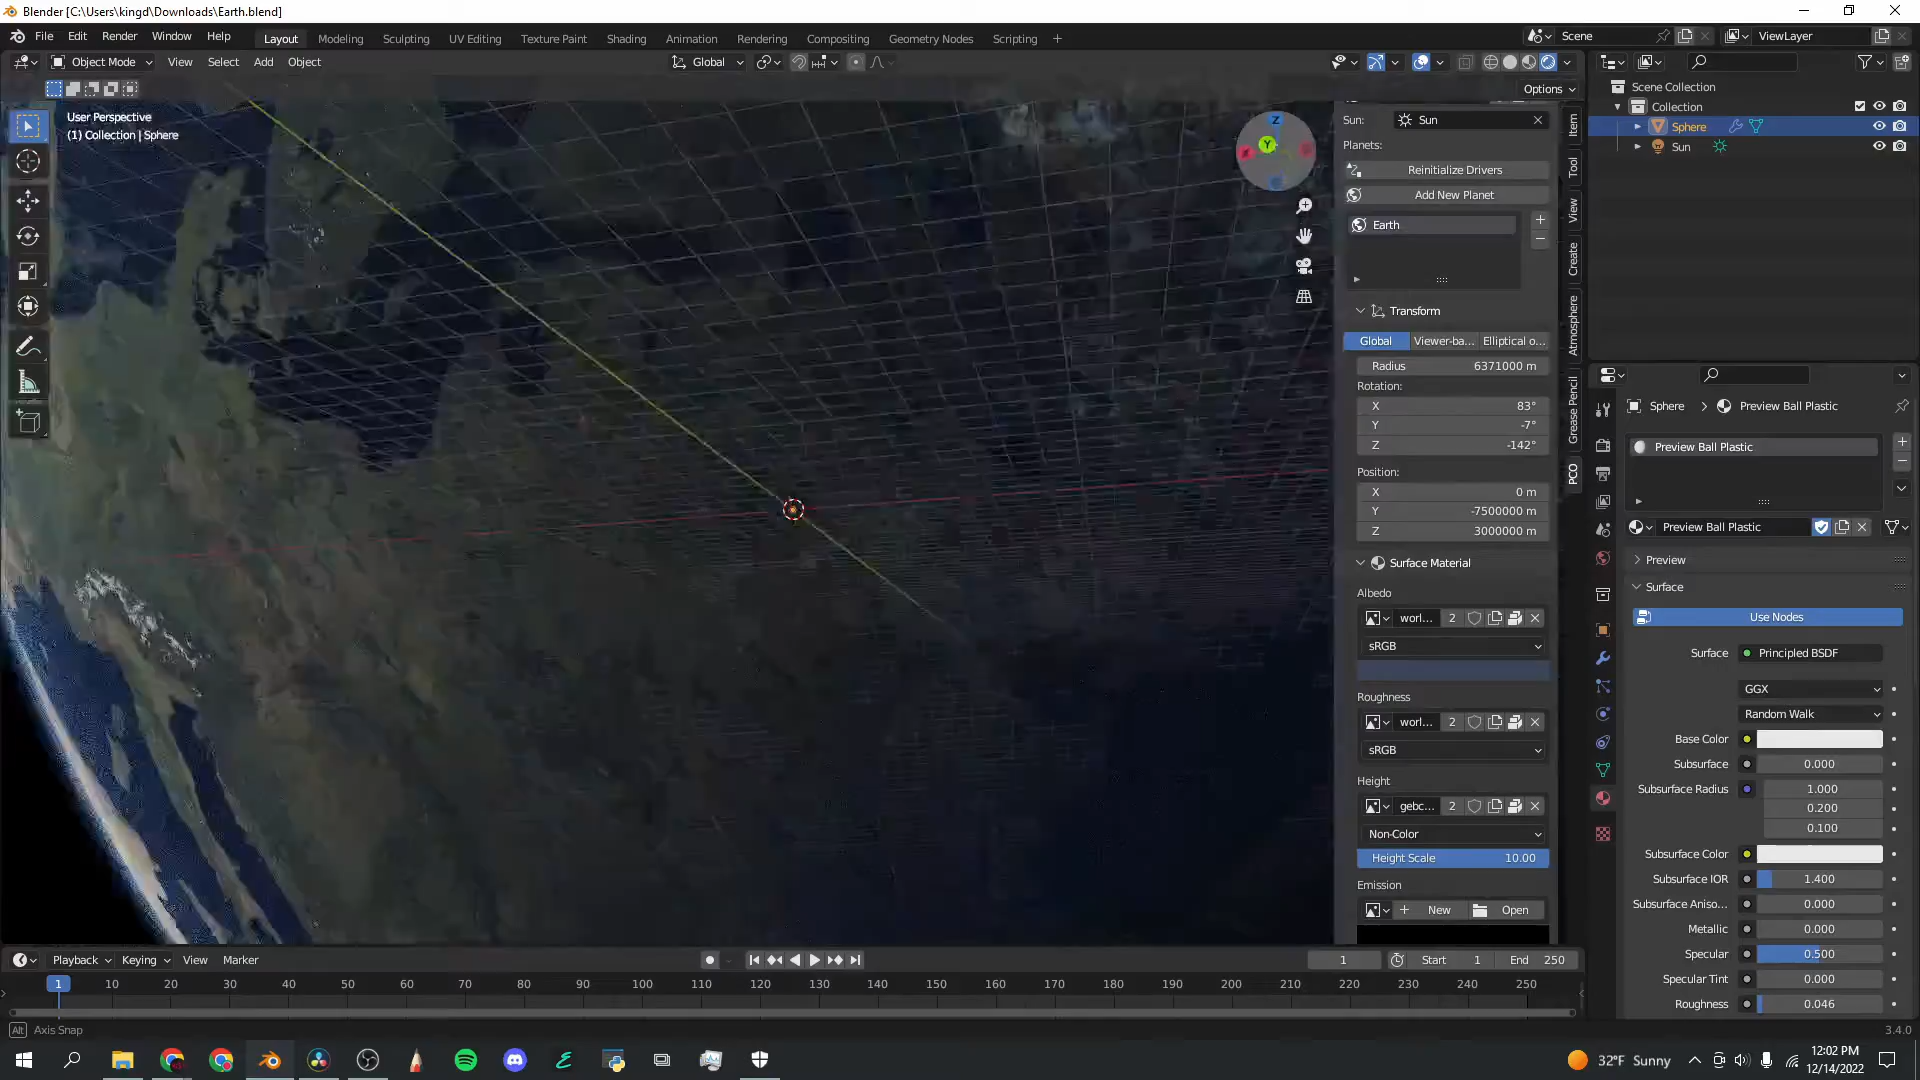 Blender [C:\Users\kingd\Downloads\Earth.blend]
File Edit Render Window Help
Layout Modeling Sculpting UV Editing Texture Paint Shading Animation Rendering Compositing Geometry Nodes Scripting +
Scene
ViewLayer
Object Mode View Select Add Object
Global
Options
User Perspective
(1) Collection | Sphere
Z
Y
Sun: Sun
Planets:
Reinitialize Drivers
Add New Planet
Earth
Transform
Global Viewer-ba... Elliptical o...
Radius 6371000 m
Rotation:
X 83°
Y -7°
Z -142°
Position:
X 0 m
Y -7500000 m
Z 3000000 m
Surface Material
Albedo
worl... 2
sRGB
Roughness
worl... 2
sRGB
Height
gebc... 2
Non-Color
Height Scale 10.00
Emission
New Open
Item
Tool
View
Create
Atmosphere
Grease Pencil
PCO
Scene Collection
Collection
Sphere
Sun
Sphere > Preview Ball Plastic
Preview Ball Plastic
Preview Ball Plastic
Preview
Surface
Use Nodes
Surface Principled BSDF
GGX
Random Walk
Base Color
Subsurface 0.000
Subsurface Radius 1.000
0.200
0.100
Subsurface Color
Subsurface IOR 1.400
Subsurface Aniso... 0.000
Metallic 0.000
Specular 0.500
Specular Tint 0.000
Roughness 0.046
Playback Keying View Marker
1 Start 1 End 250
1 10 20 30 40 50 60 70 80 90 100 110 120 130 140 150 160 170 180 190 200 210 220 230 240 250
Alt Axis Snap
3.4.0
32°F Sunny
12:02 PM
12/14/2022